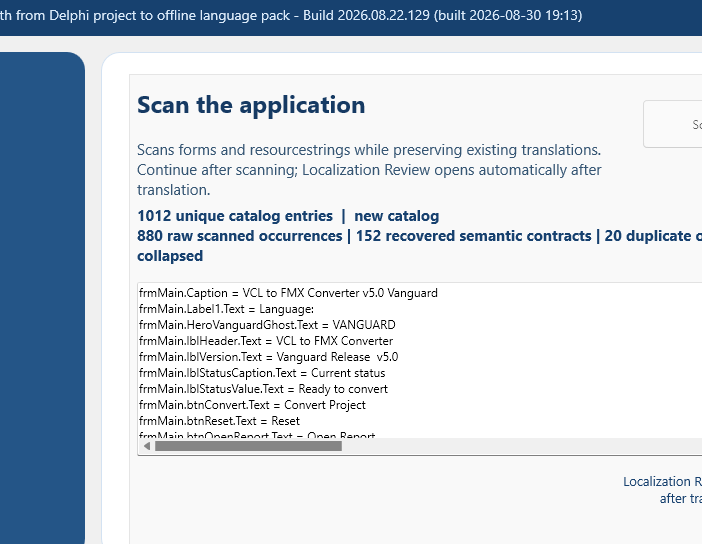 th from Delphi project to offline language pack - Build 2026.08.22.129 (built 2026-08-30 19:13)
Scan the application
Scans forms and resourcestrings while preserving existing translations.
Continue after scanning; Localization Review opens automatically after
translation.
1012 unique catalog entries | new catalog
880 raw scanned occurrences | 152 recovered semantic contracts | 20 duplicate
collapsed
frmMain.Caption = VCL to FMX Converter v5.0 Vanguard
frmMain.Label1.Text = Language:
frmMain.HeroVanguardGhost.Text = VANGUARD
frmMain.lblHeader.Text = VCL to FMX Converter
frmMain.lblVersion.Text = Vanguard Release  v5.0
frmMain.lblStatusCaption.Text = Current status
frmMain.lblStatusValue.Text = Ready to convert
frmMain.btnConvert.Text = Convert Project
frmMain.btnReset.Text = Reset
frmMain.btnOpenReport.Text = Open Report
Localization R
after tra